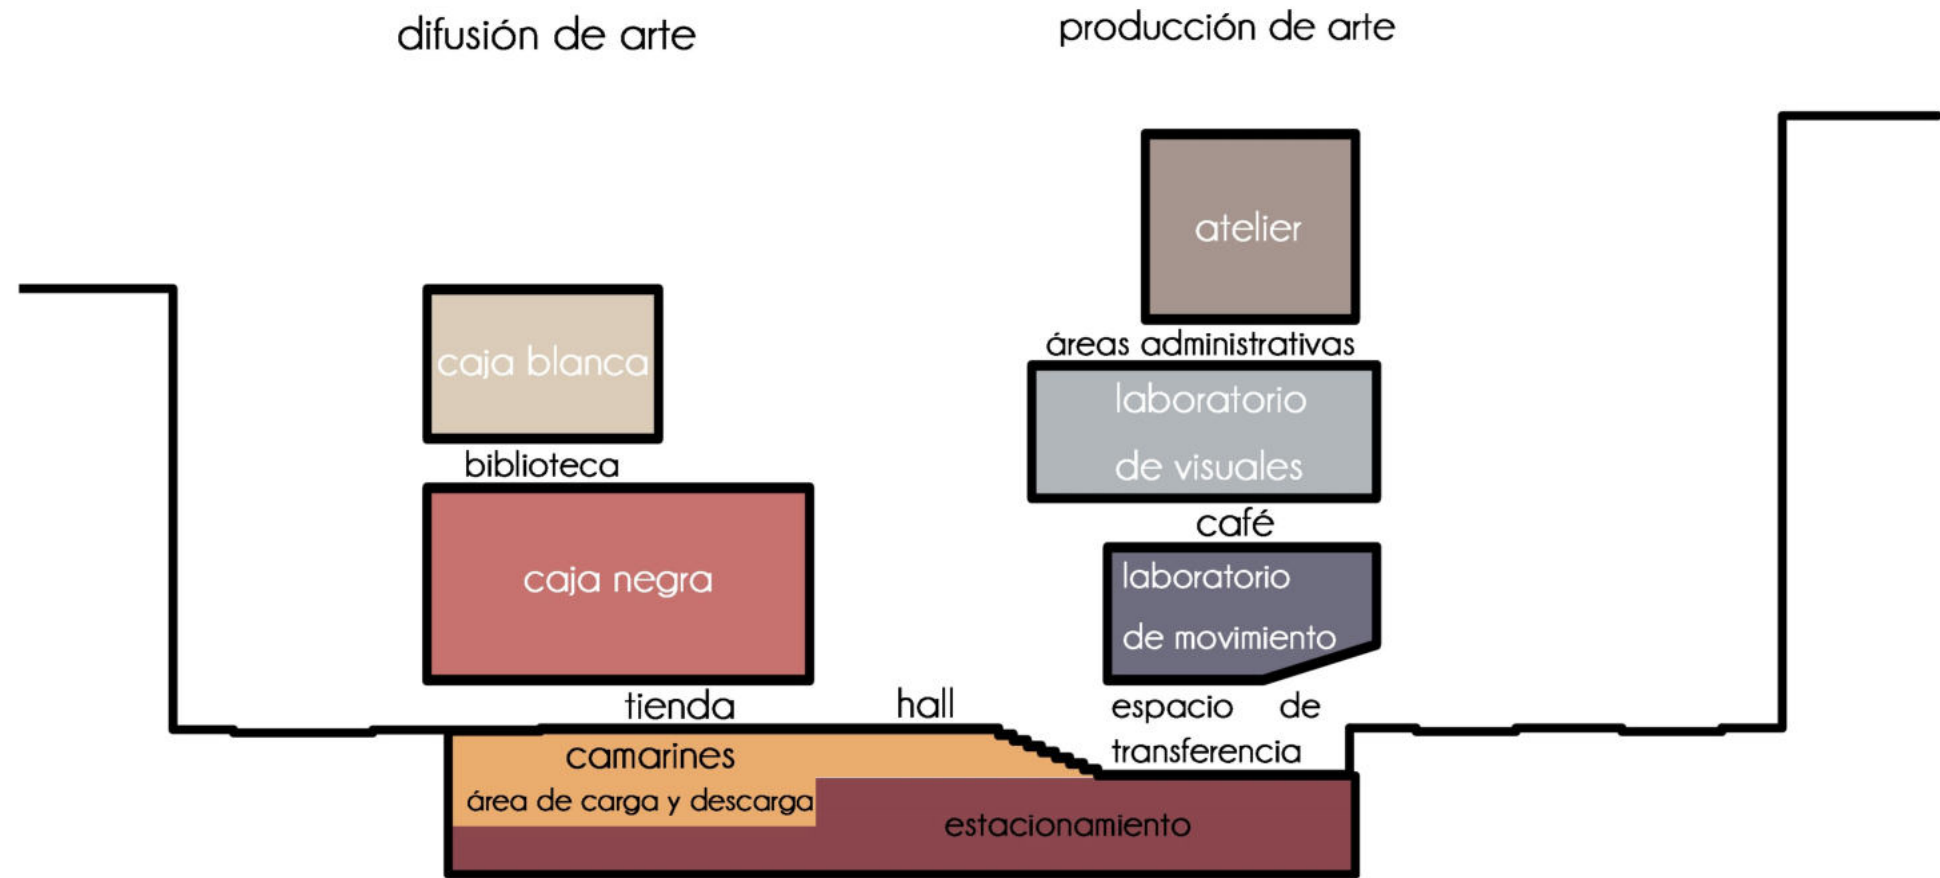 difusión de arte
producción de arte
atelier
áreas administrativas
caja blanca
laboratorio
de visuales
biblioteca
café
caja negra
laboratorio
de movimiento
tienda
hall
espacio de
transferencia
camarines
área de carga y descarga
estacionamiento